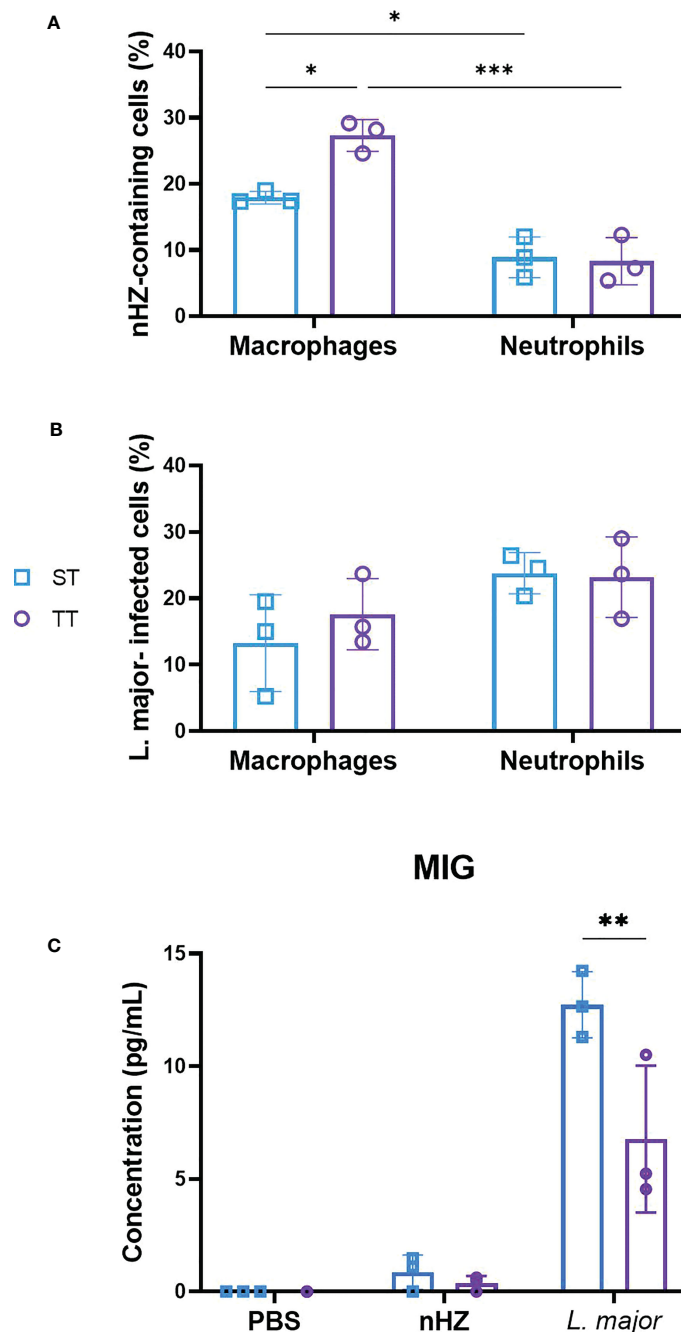 A
nHZ-containing cells (%)
40
30
20
10
0
*
*
***
Macrophages
Neutrophils
B
L. major- infected cells (%)
40
30
20
10
0
Macrophages
Neutrophils
ST
TT
MIG
C
Concentration (pg/mL)
15
10
5
0
**
PBS
nHZ
L. major